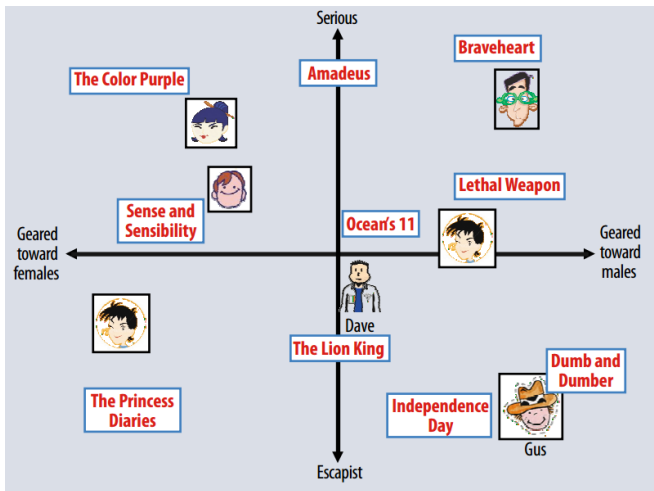 Serious
Braveheart
Amadeus
The Color Purple
Lethal Weapon
Sense and
Sensibility
Ocean's 11
Geared
toward
females
Geared
toward
males
Dave
The Lion King
Dumb and
Dumber
The Princess
Diaries
Independence
Day
Gus
Escapist